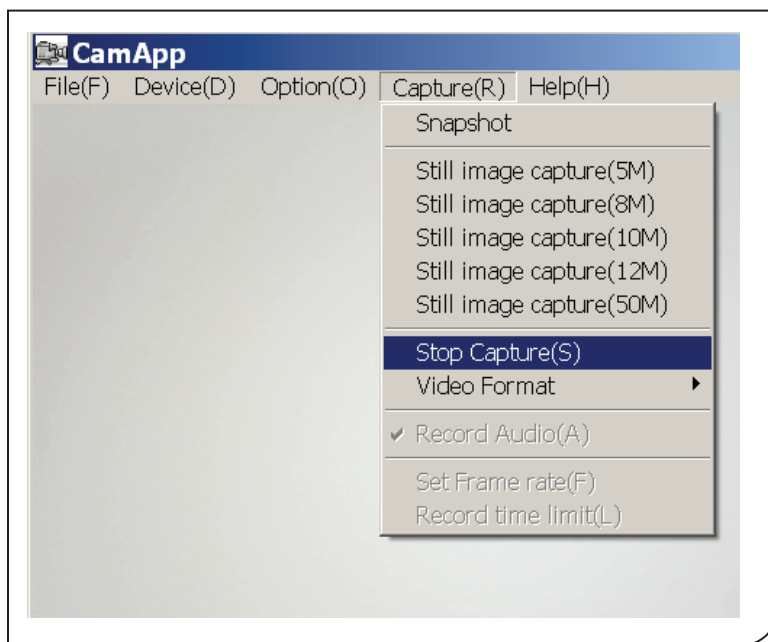 CamApp
File(F) Device(D) Option(O) Capture(R) Help(H)
Snapshot
Still image capture(5M)
Still image capture(8M)
Still image capture(10M)
Still image capture(12M)
Still image capture(50M)
Stop Capture(S)
Video Format
Record Audio(A)
Set Frame rate(F)
Record time limit(L)